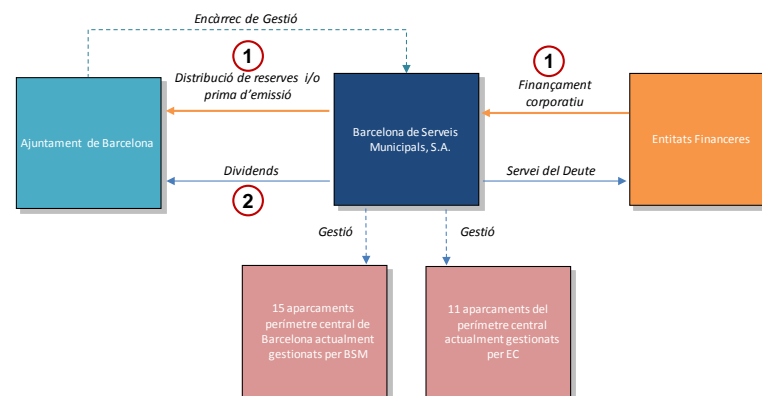 Encàrrec de Gestió
1
1
Distribució de reserves i/o
prima d'emissió
Finançament
corporatiu
Ajuntament de Barcelona
Barcelona de Serveis
Municipals, S.A.
Entitats Financeres
Dividends
Servei del Deute
2
Gestió
Gestió
15 aparcaments
perímetre central de
Barcelona actualment
gestionats per BSM
11 aparcaments del
perímetre central
actualment gestionats
per EC